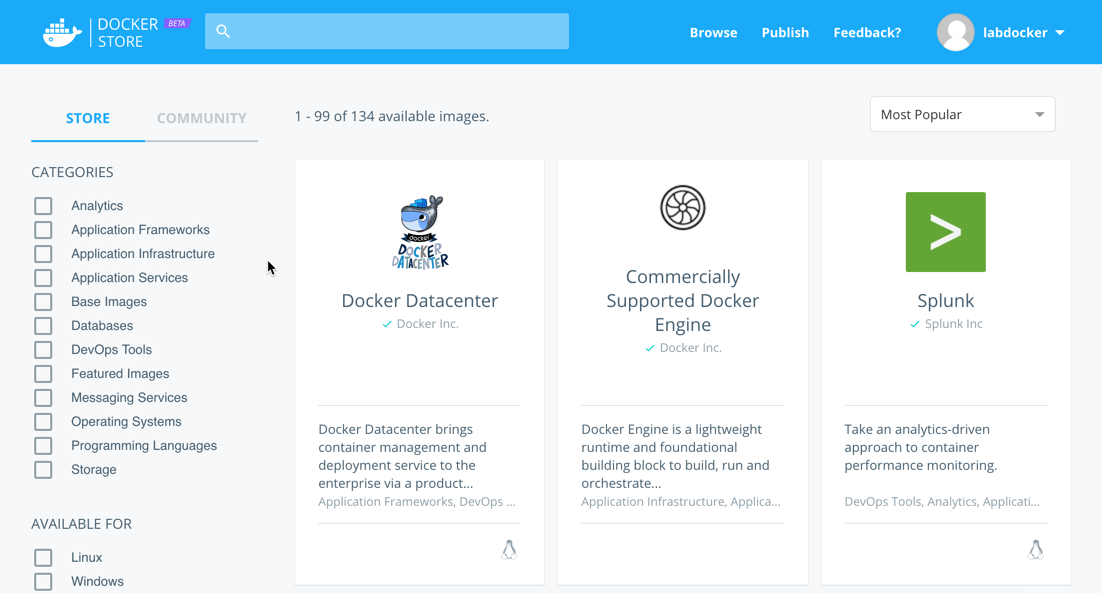 DOCKER STORE BETA
Browse
Publish
Feedback?
labdocker
STORE
COMMUNITY
1 - 99 of 134 available images.
Most Popular
CATEGORIES
Analytics
Application Frameworks
Application Infrastructure
Application Services
Base Images
Databases
DevOps Tools
Featured Images
Messaging Services
Operating Systems
Programming Languages
Storage
AVAILABLE FOR
Linux
Windows
docker
DOCKER
DATACENTER
Docker Datacenter
Docker Inc.
Docker Datacenter brings
container management and
deployment service to the
enterprise via a product...
Application Frameworks, DevOps ...
Commercially
Supported Docker
Engine
Docker Inc.
Docker Engine is a lightweight
runtime and foundational
building block to build, run and
orchestrate...
Application Infrastructure, Applica...
>
Splunk
Splunk Inc
Take an analytics-driven
approach to container
performance monitoring.
DevOps Tools, Analytics, Applicati...